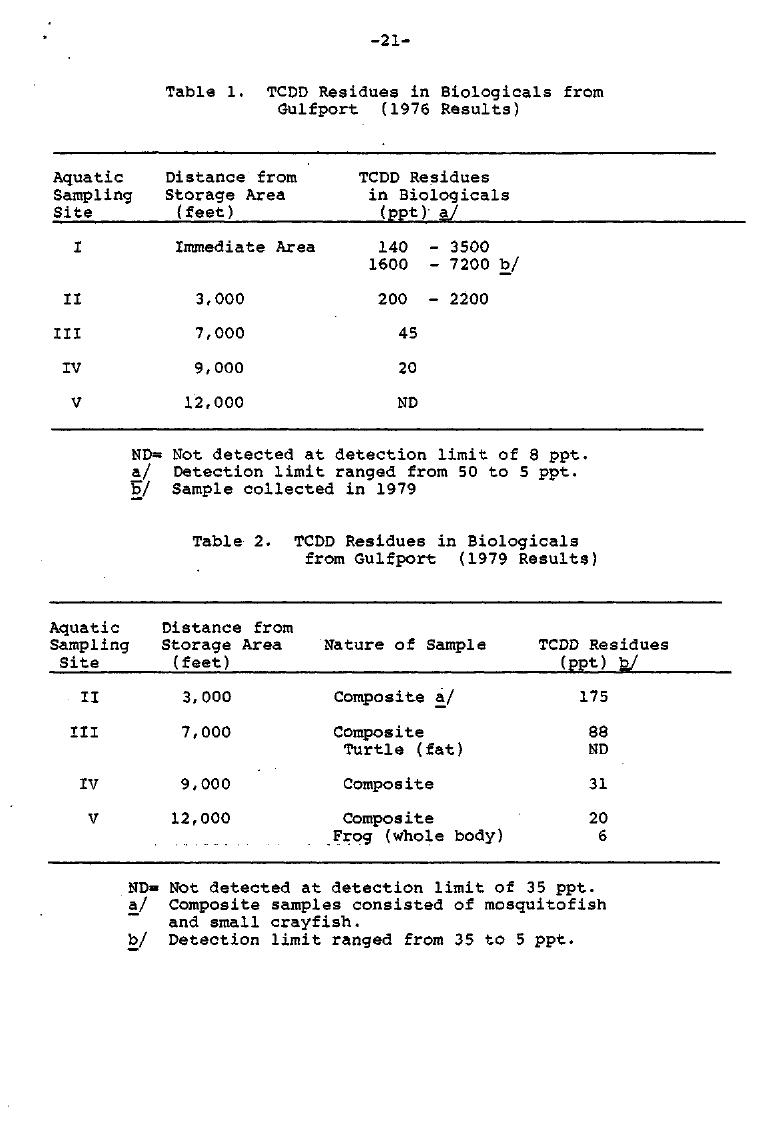 -21-
Table 1. TCDD Residues in Biologicals from
Gulfport (1976 Results)
Aquatic Distance from TCDD Residues
Sampling Storage Area in Biologicals
Site (feet) (ppt) a/
I Immediate Area 140 - 3500
1600 - 7200 b/
II 3,000 200 - 2200
III 7,000 45
IV 9,000 20
V 12,000 ND
ND= Not detected at detection limit of 8 ppt.
a/ Detection limit ranged from 50 to 5 ppt.
b/ Sample collected in 1979
Table 2. TCDD Residues in Biologicals
from Gulfport (1979 Results)
Aquatic Distance from
Sampling Storage Area Nature of Sample TCDD Residues
Site (feet) (ppt) b/
II 3,000 Composite a/ 175
III 7,000 Composite 88
Turtle (fat) ND
IV 9,000 Composite 31
V 12,000 Composite 20
Frog (whole body) 6
ND= Not detected at detection limit of 35 ppt.
a/ Composite samples consisted of mosquitofish
and small crayfish.
b/ Detection limit ranged from 35 to 5 ppt.